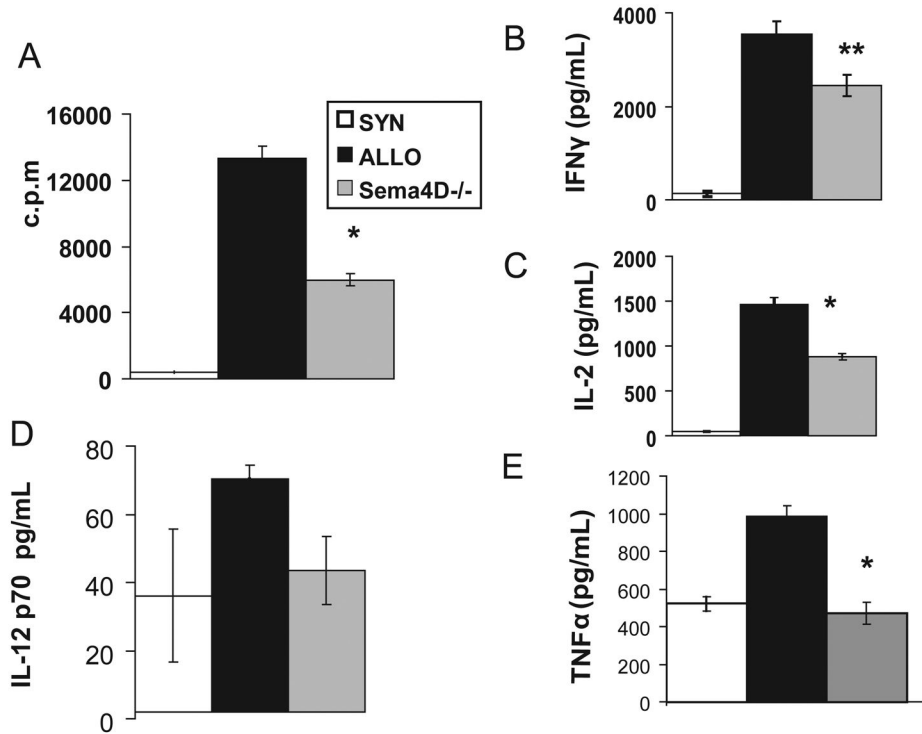 A
c.p.m
16000
12000
8000
4000
0
SYN
ALLO
Sema4D-/-
*
B
IFNγ (pg/mL)
4000
2000
0
**
C
IL-2 (pg/mL)
2000
1500
1000
500
0
*
D
IL-12 p70 pg/mL
80
60
40
20
0
E
TNFα (pg/mL)
1200
1000
800
600
400
200
0
*